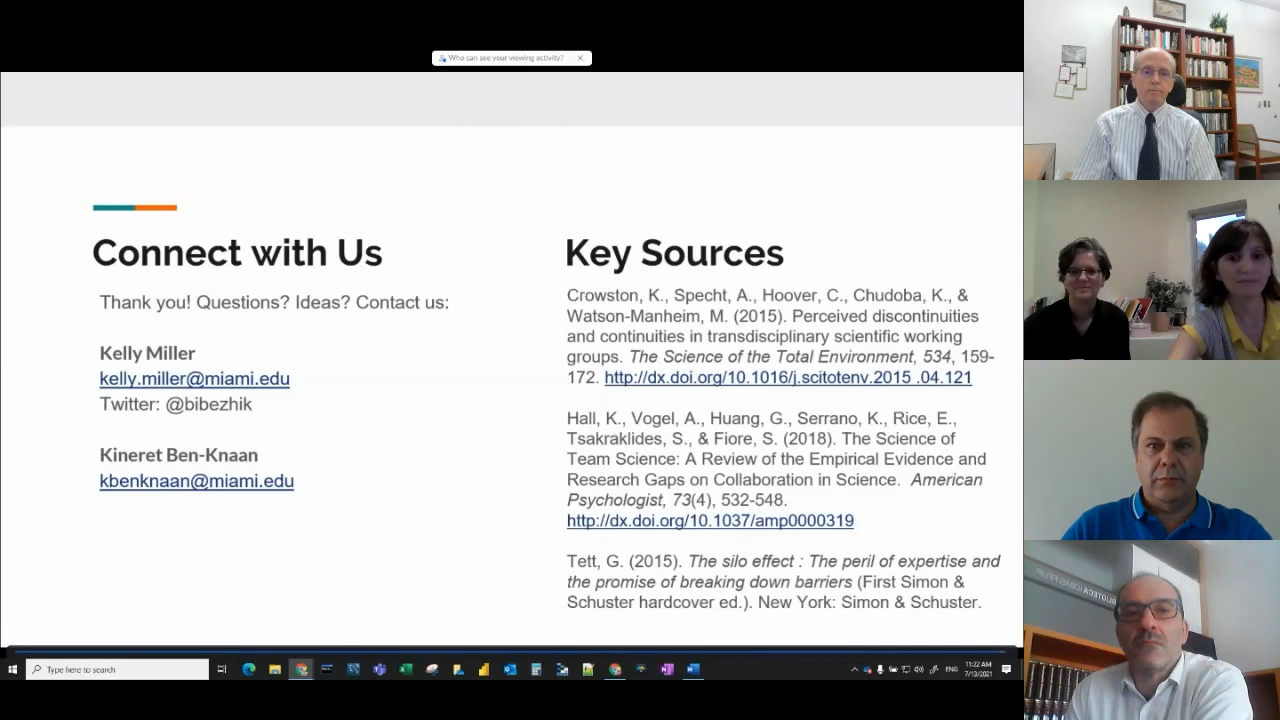 Who can see your viewing activity?
Connect with Us
Thank you! Questions? Ideas? Contact us:
Kelly Miller
kelly.miller@miami.edu
Twitter: @bibezhik
Kineret Ben-Knaan
kbenknaan@miami.edu
Key Sources
Crowston, K., Specht, A., Hoover, C., Chudoba, K., &
Watson-Manheim, M. (2015). Perceived discontinuities
and continuities in transdisciplinary scientific working
groups. The Science of the Total Environment, 534, 159-
172. http://dx.doi.org/10.1016/j.scitotenv.2015 .04.121
Hall, K., Vogel, A., Huang, G., Serrano, K., Rice, E.,
Tsakraklides, S., & Fiore, S. (2018). The Science of
Team Science: A Review of the Empirical Evidence and
Research Gaps on Collaboration in Science. American
Psychologist, 73(4), 532-548.
http://dx.doi.org/10.1037/amp0000319
Tett, G. (2015). The silo effect : The peril of expertise and
the promise of breaking down barriers (First Simon &
Schuster hardcover ed.). New York: Simon & Schuster.
Type here to search
ENG
11:22 AM
7/13/2021